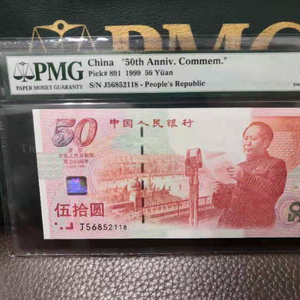 PMG
PMG
PAPER MONEY GUARANTY
China "50th Anniv. Commem."
Pick# 891 1999 50 Yüan
S/N J56852118 - People's Republic
50
中国人民银行
伍拾圆
J56852118